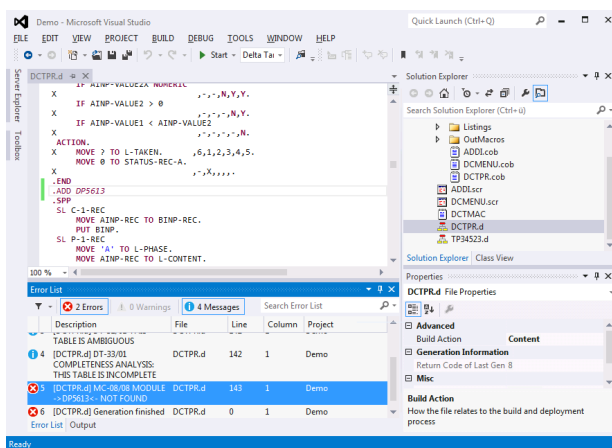 Demo - Microsoft Visual Studio
Quick Launch (Ctrl+Q)
FILE EDIT VIEW PROJECT BUILD DEBUG TOOLS WINDOW HELP
Start - Delta Tar
Server Explorer
Toolbox
DCTPR.d
IF AINP-VALUE2X NUMERIC
X ,-,-,N,Y,Y.
IF AINP-VALUE2 > 0
X ,-,-,-,N,Y.
IF AINP-VALUE1 < AINP-VALUE2
X ,-,-,-,-,N.
ACTION.
X MOVE ? TO L-TAKEN. ,6,1,2,3,4,5.
MOVE 0 TO STATUS-REC-A.
X ,-,X,,,,.
.END
.ADD DP5613
.SPP
SL C-1-REC
MOVE AINP-REC TO BINP-REC.
PUT BINP.
SL P-1-REC
MOVE 'A' TO L-PHASE.
MOVE AINP-REC TO L-CONTENT.
100 %
Solution Explorer
Search Solution Explorer (Ctrl+ü)
Listings
OutMacros
ADDI.cob
DCMENU.cob
DCTPR.cob
ADDI.scr
DCMENU.scr
DCTMAC
DCTPR.d
TP34523.d
Solution Explorer Class View
Error List
2 Errors 0 Warnings 4 Messages Search Error List
Description File Line Column Project
TABLE IS AMBIGUOUS
4 [DCTPR.d] DT-33/01 COMPLETENESS ANALYSIS: THIS TABLE IS INCOMPLETE DCTPR.d 142 1 Demo
5 [DCTPR.d] MC-08/08 MODULE ->DP5613<- NOT FOUND DCTPR.d 143 1 Demo
6 [DCTPR.d] Generation finished DCTPR.d 0 1 Demo
Error List Output
Properties
DCTPR.d File Properties
Advanced
Build Action Content
Generation Information
Return Code of Last Gen 8
Misc
Build Action
How the file relates to the build and deployment
process
Ready